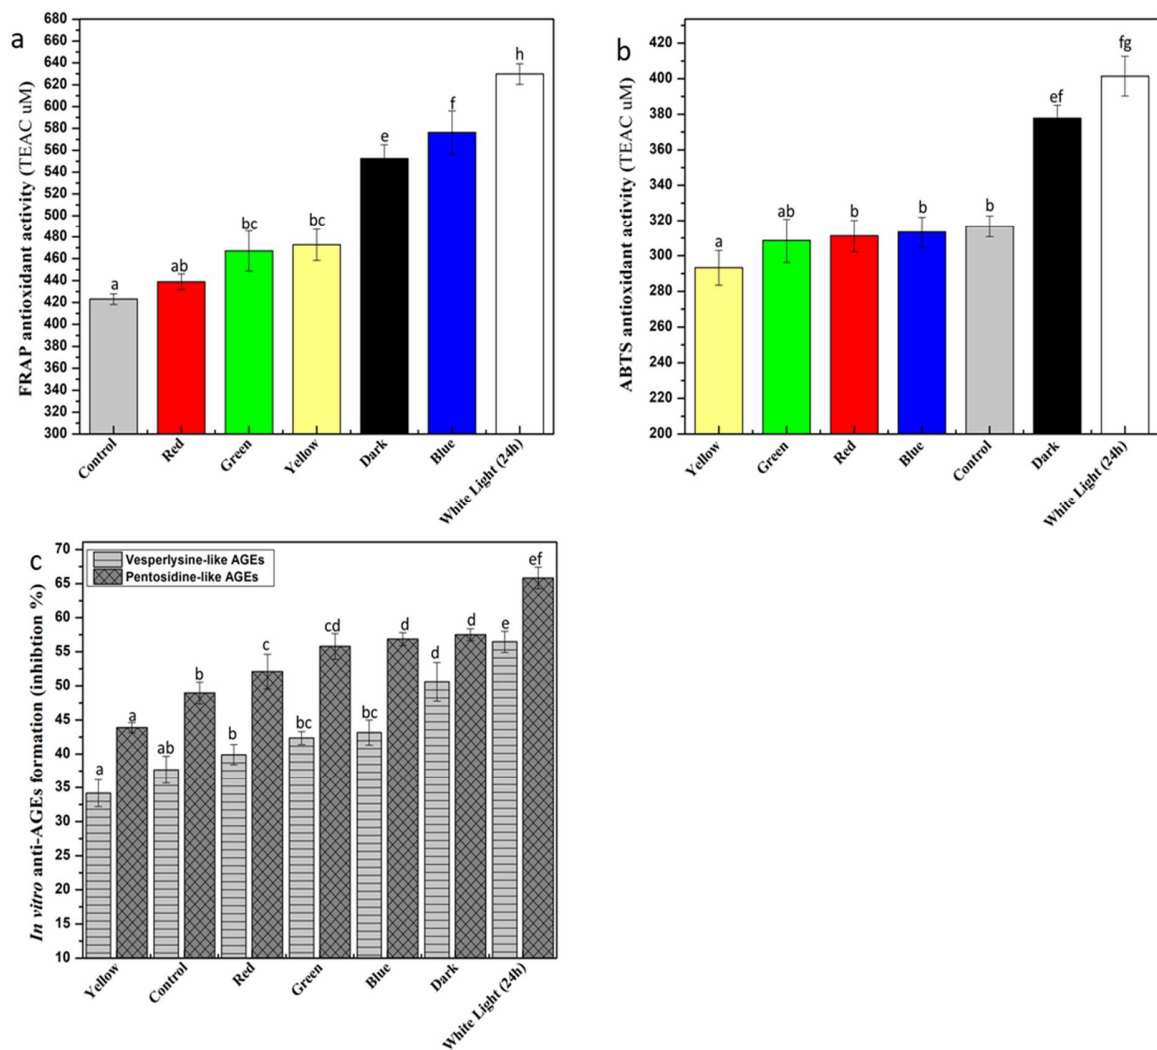 a
FRAP antioxidant activity (TEAC uM)
680
660
640
620
600
580
560
540
520
500
480
460
440
420
400
380
360
340
320
300
a
ab
bc
bc
e
f
h
Control
Red
Green
Yellow
Dark
Blue
White Light (24h)
b
ABTS antioxidant activity (TEAC uM)
420
400
380
360
340
320
300
280
260
240
220
200
a
ab
b
b
b
ef
fg
Yellow
Green
Red
Blue
Control
Dark
White Light (24h)
c
In vitro anti-AGEs formation (inhibtion %)
70
65
60
55
50
45
40
35
30
25
20
15
10
Vesperlysine-like AGEs
Pentosidine-like AGEs
a
a
ab
b
b
c
bc
cd
bc
d
d
d
e
ef
Yellow
Control
Red
Green
Blue
Dark
White Light (24h)